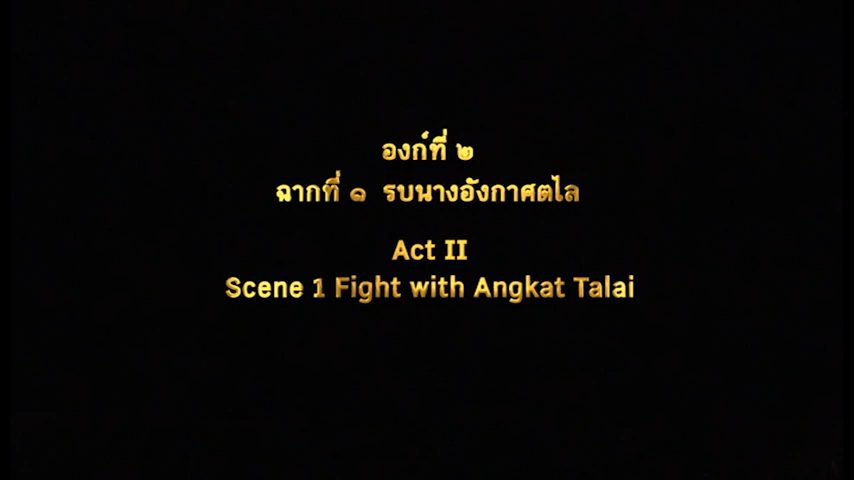 องก์ที่ ๒
ฉากที่ ๑ รบนางอังกาศตไล
Act II
Scene 1 Fight with Angkat Talai